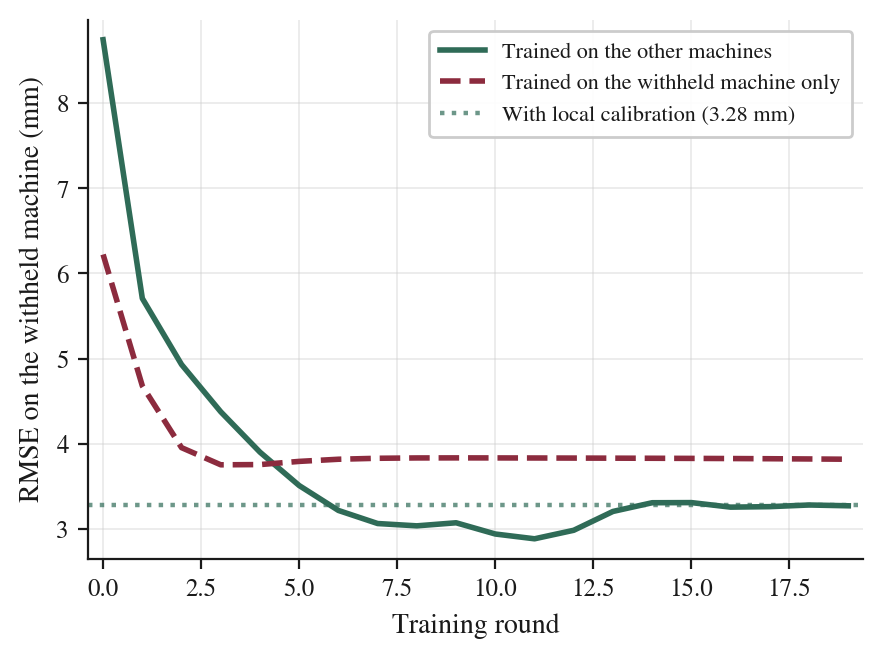 Trained on the other machines
Trained on the withheld machine only
With local calibration (3.28 mm)
RMSE on the withheld machine (mm)
8
7
6
5
4
3
0.0 2.5 5.0 7.5 10.0 12.5 15.0 17.5
Training round